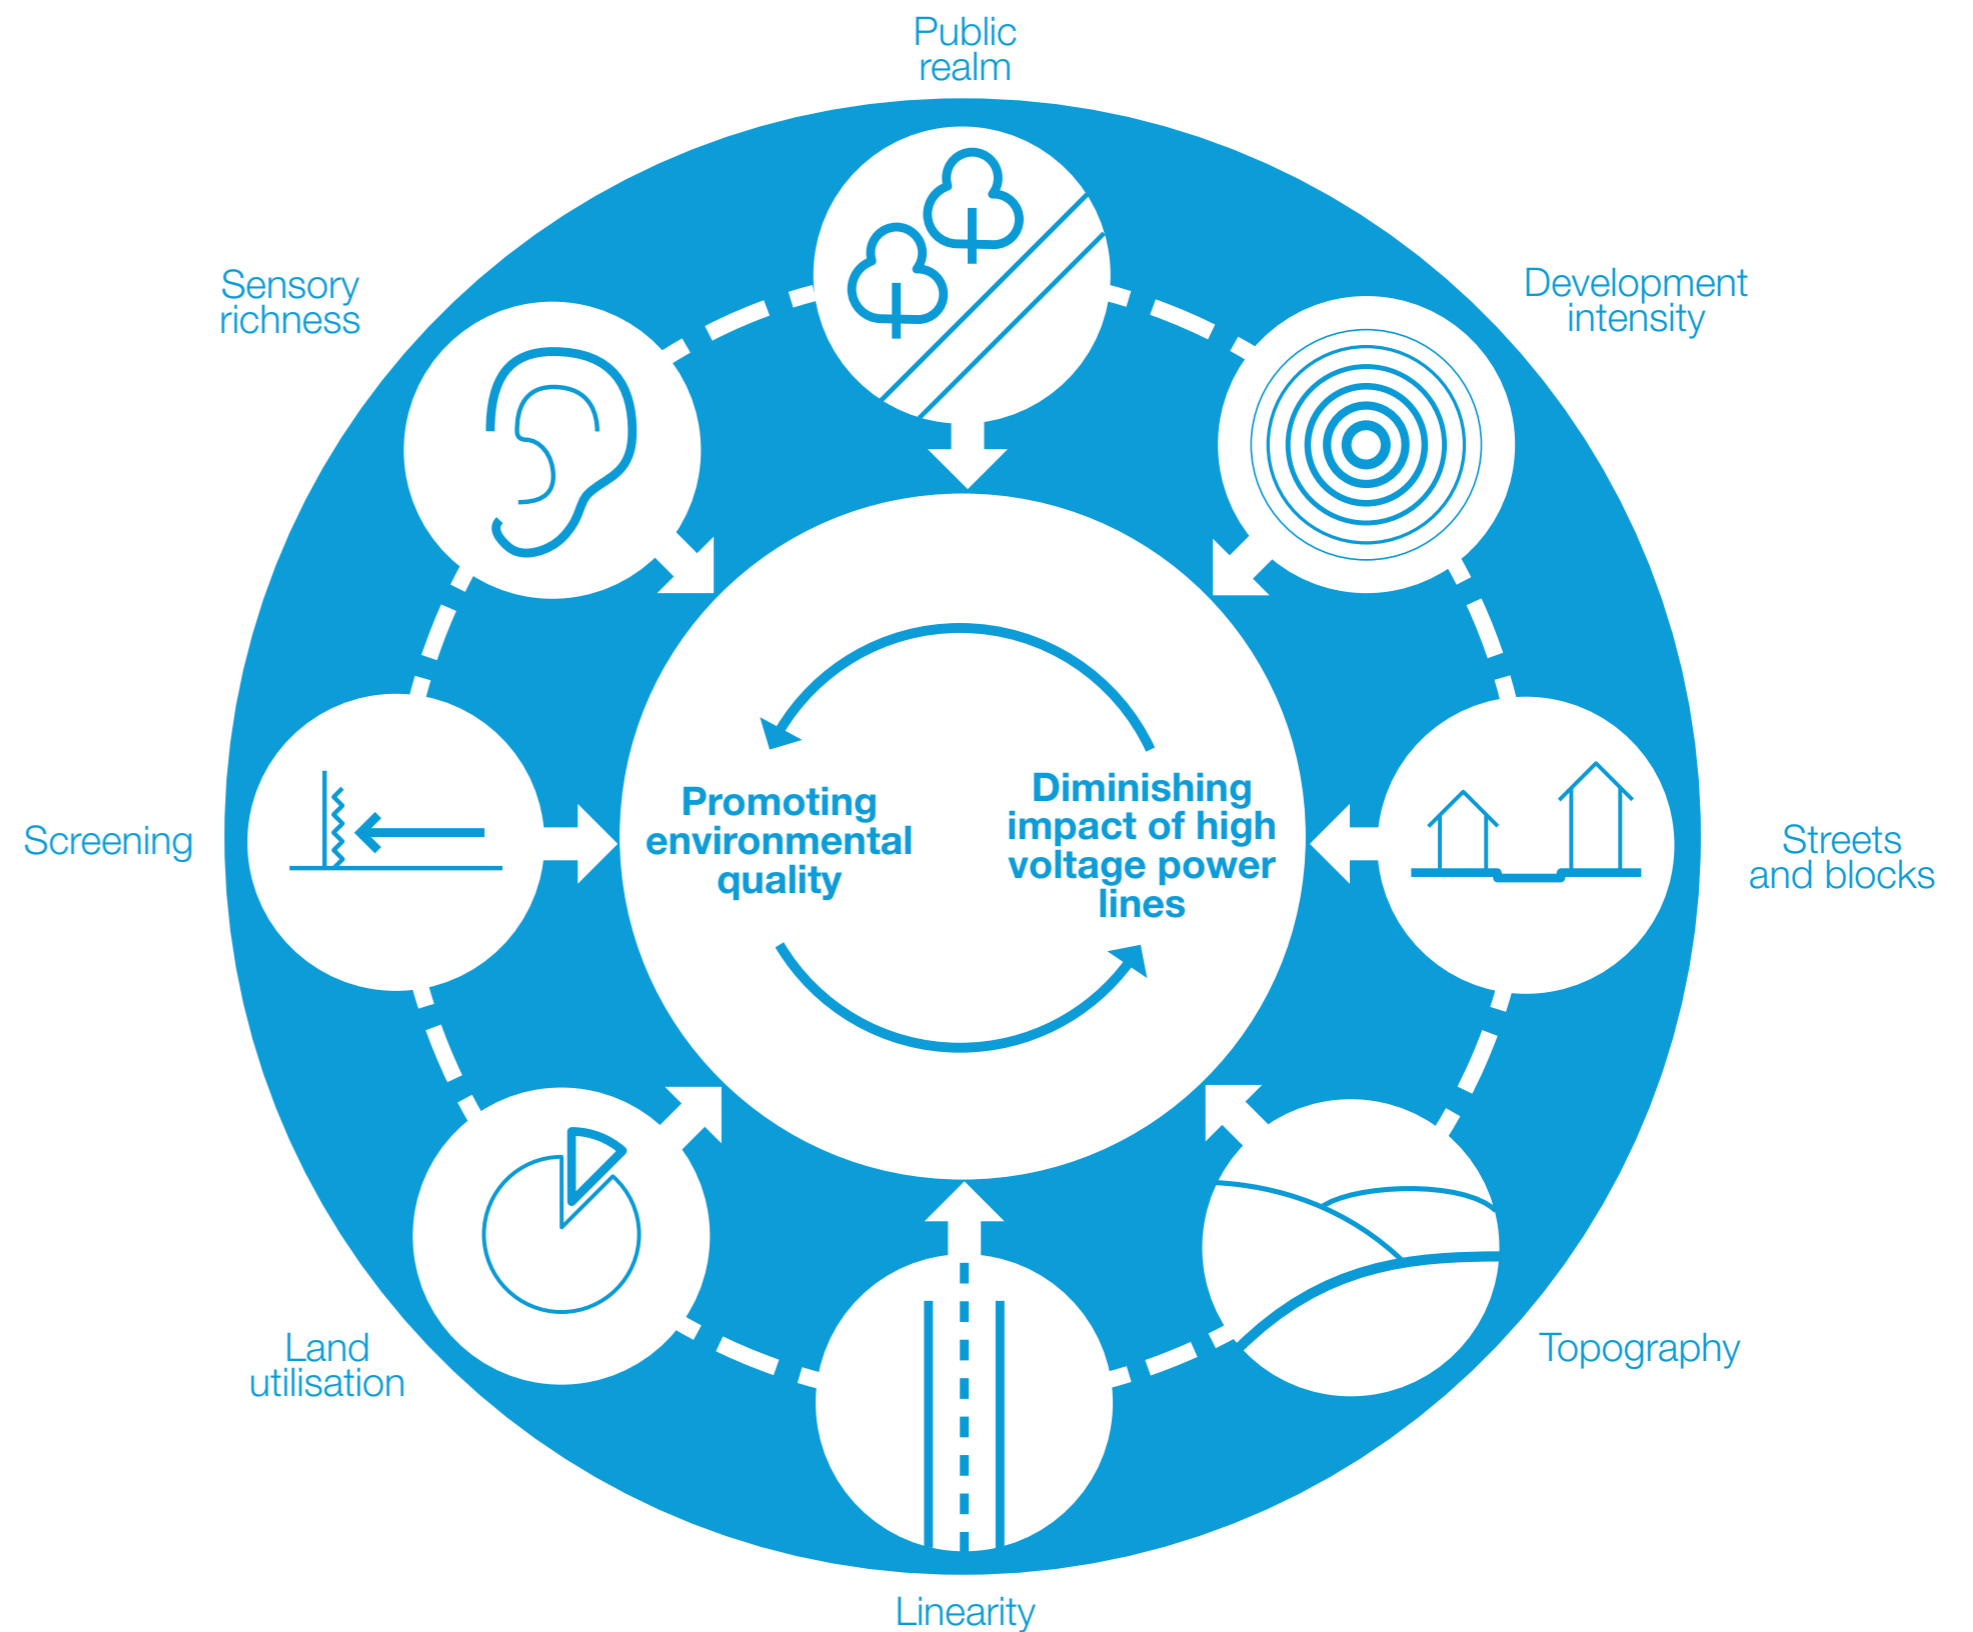 Public
realm
Sensory
richness
Development
intensity
Promoting
environmental
quality
Diminishing
impact of high
voltage power
lines
Screening
Streets
and blocks
Land
utilisation
Topography
Linearity